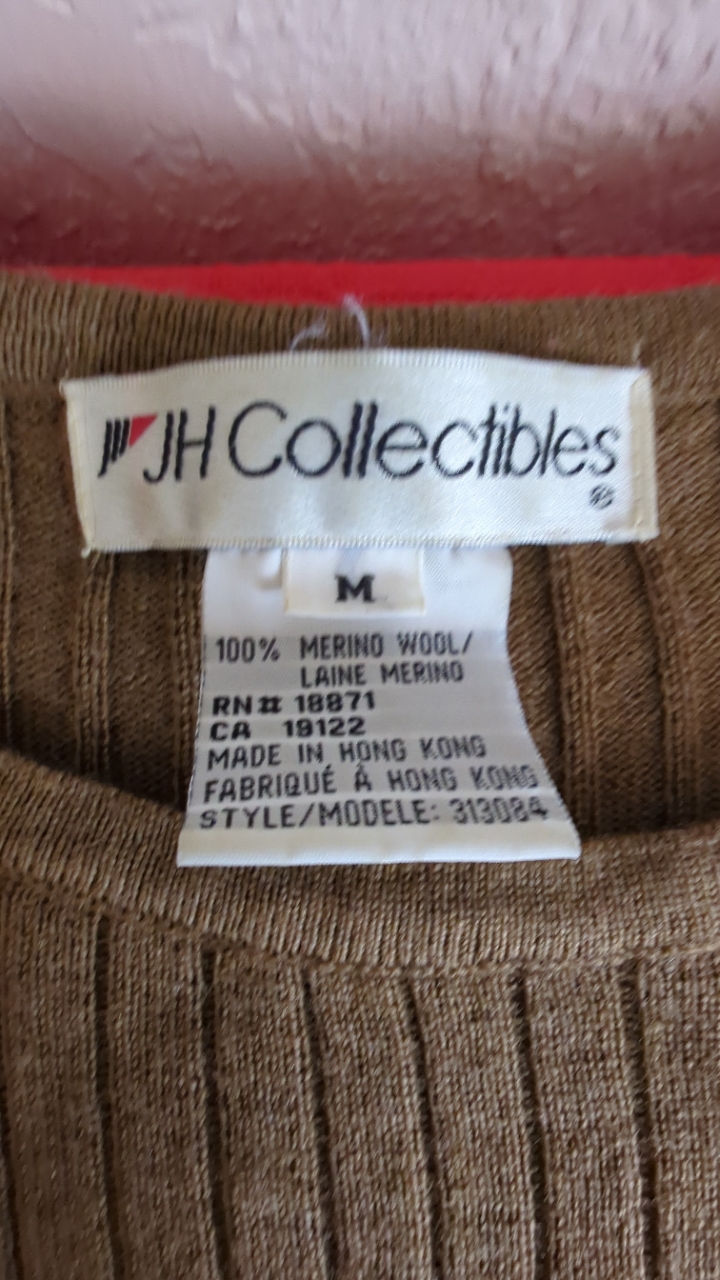 JH Collectibles
®
M
100% MERINO WOOL/
LAINE MERINO
RN# 18871
CA 19122
MADE IN HONG KONG
FABRIQUÉ À HONG KONG
STYLE/MODELE: 313084